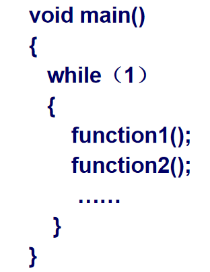 void main()
{
while（1）
{
function1();
function2();
……
}
}